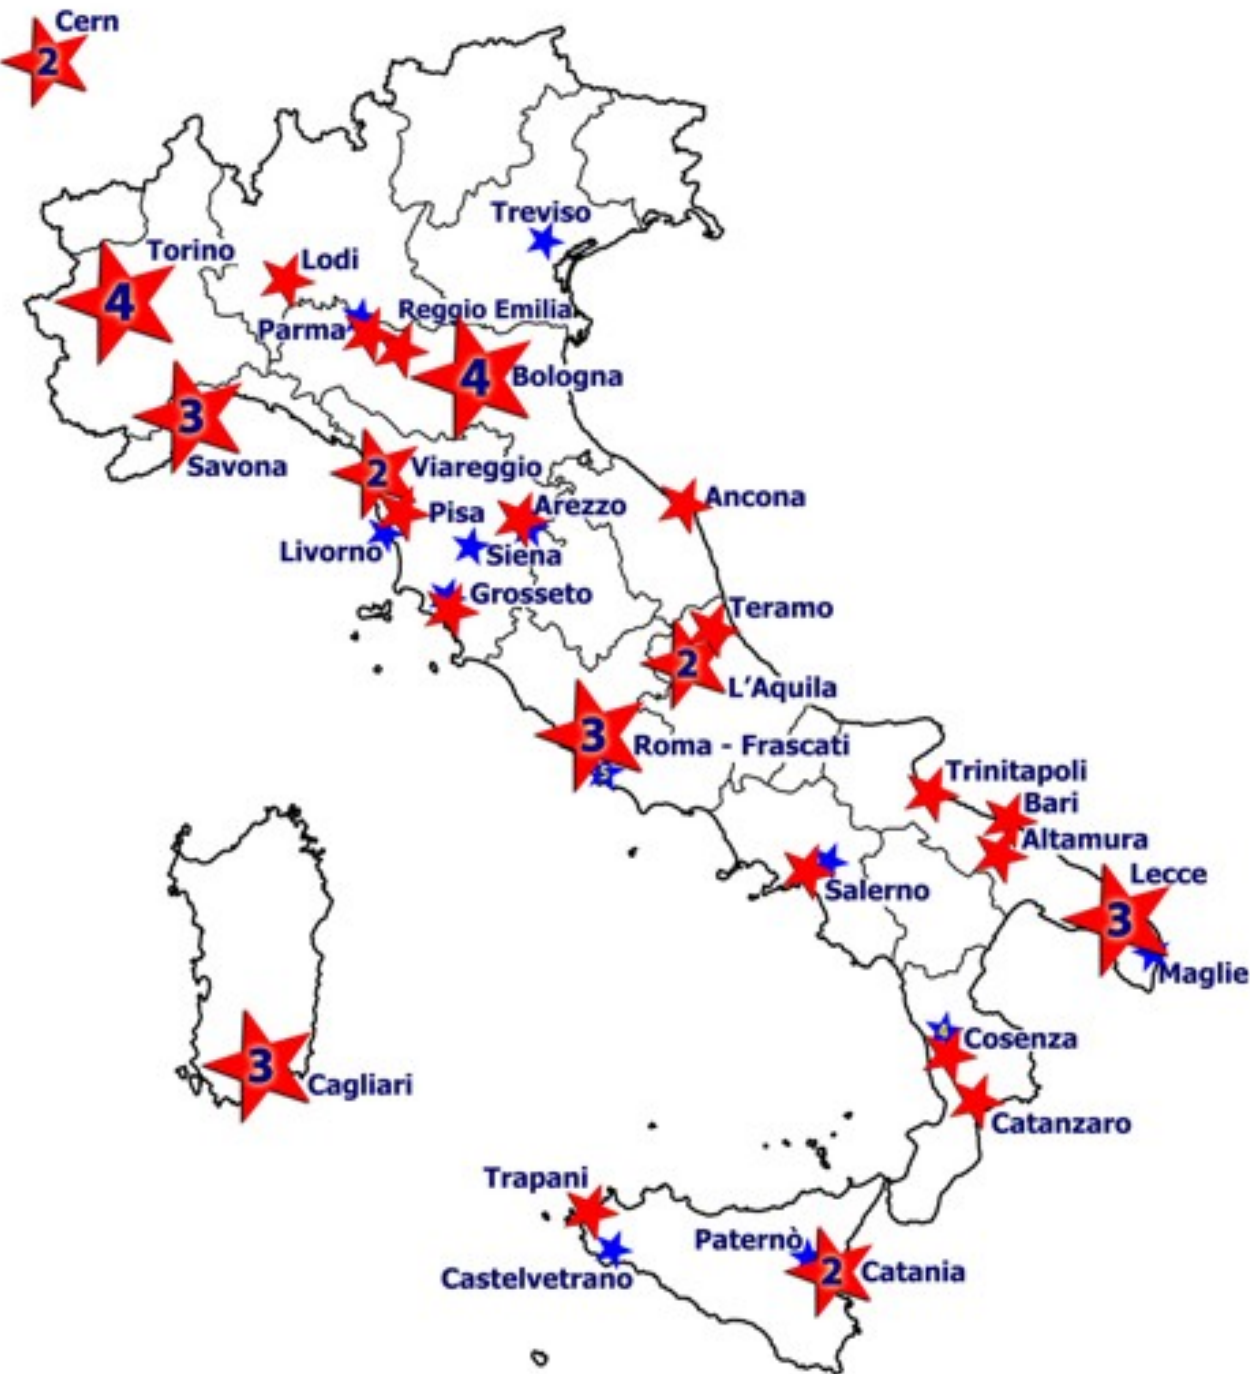 Cern
2
Treviso
Torino
4
Lodi
Reggio Emilia
Parma
4
Bologna
3
Savona
2
Viareggio
Pisa
Arezzo
Ancona
Livorno
Siena
Grosseto
Teramo
2
L'Aquila
3
Roma - Frascati
Trinitapoli
Bari
Altamura
Lecce
3
Salerno
Maglie
4
Cosenza
3
Cagliari
Catanzaro
Trapani
Paternò
Castelvetrano
2
Catania